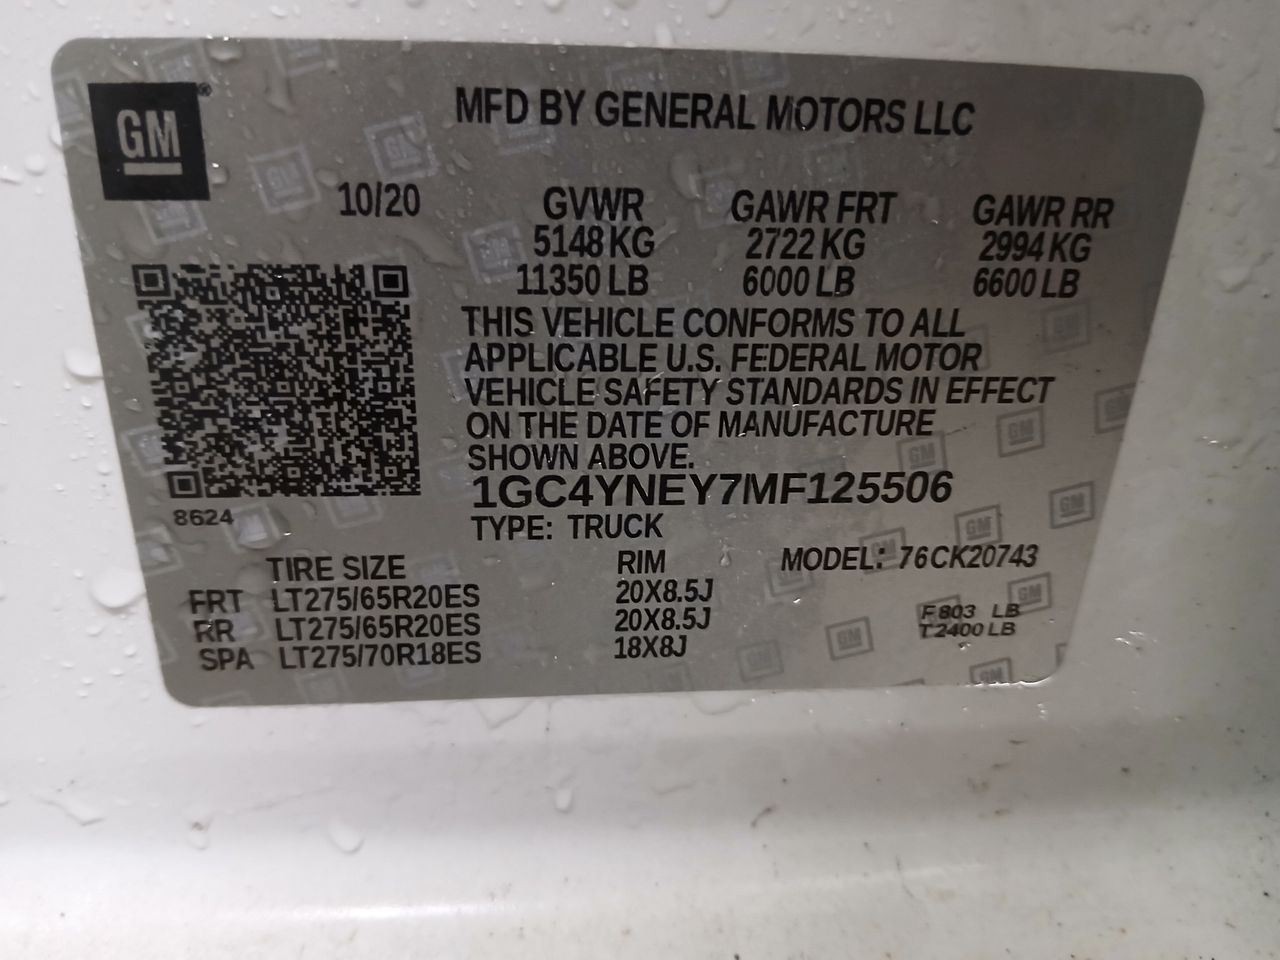 GM
MFD BY GENERAL MOTORS LLC
10/20 GVWR GAWR FRT GAWR RR
5148 KG 2722 KG 2994 KG
11350 LB 6000 LB 6600 LB
THIS VEHICLE CONFORMS TO ALL
APPLICABLE U.S. FEDERAL MOTOR
VEHICLE SAFETY STANDARDS IN EFFECT
ON THE DATE OF MANUFACTURE
SHOWN ABOVE.
1GC4YNEY7MF125506
8624
TYPE: TRUCK
TIRE SIZE RIM MODEL: 76CK20743
FRT LT275/65R20ES 20X8.5J
RR LT275/65R20ES 20X8.5J
SPA LT275/70R18ES 18X8J
F 803 LB
T 2400 LB